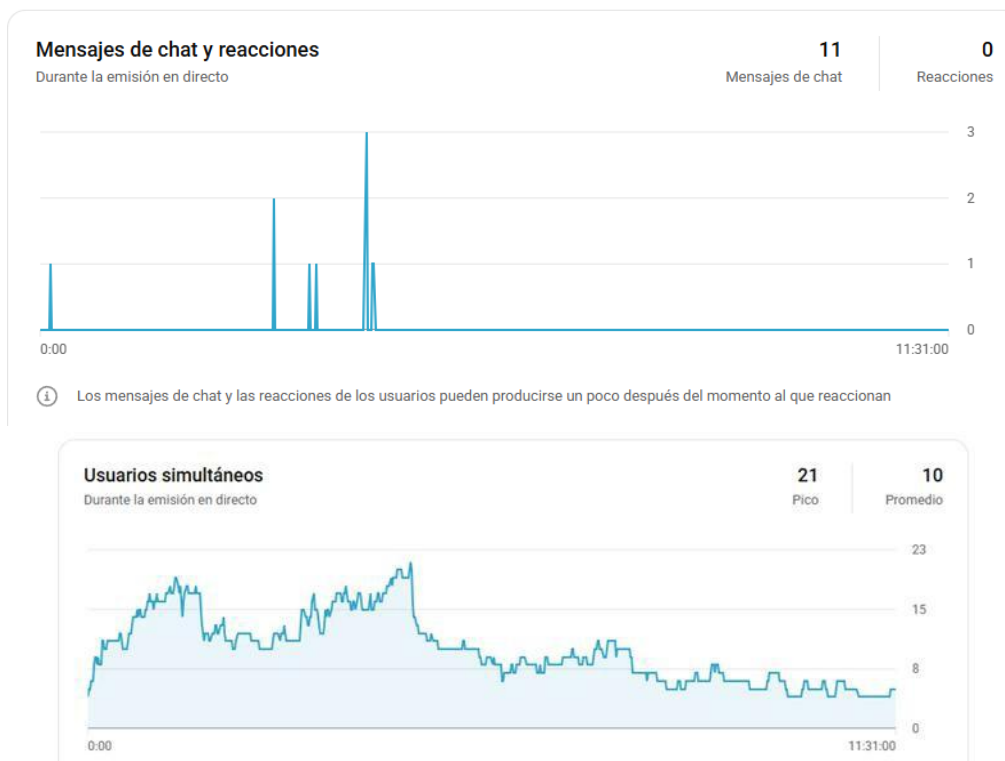 Mensajes de chat y reacciones
Durante la emisión en directo
11
Mensajes de chat
0
Reacciones
3
2
1
0
0:00
11:31:00
Los mensajes de chat y las reacciones de los usuarios pueden producirse un poco después del momento al que reaccionan
Usuarios simultáneos
Durante la emisión en directo
21
Pico
10
Promedio
23
15
8
0
0:00
11:31:00